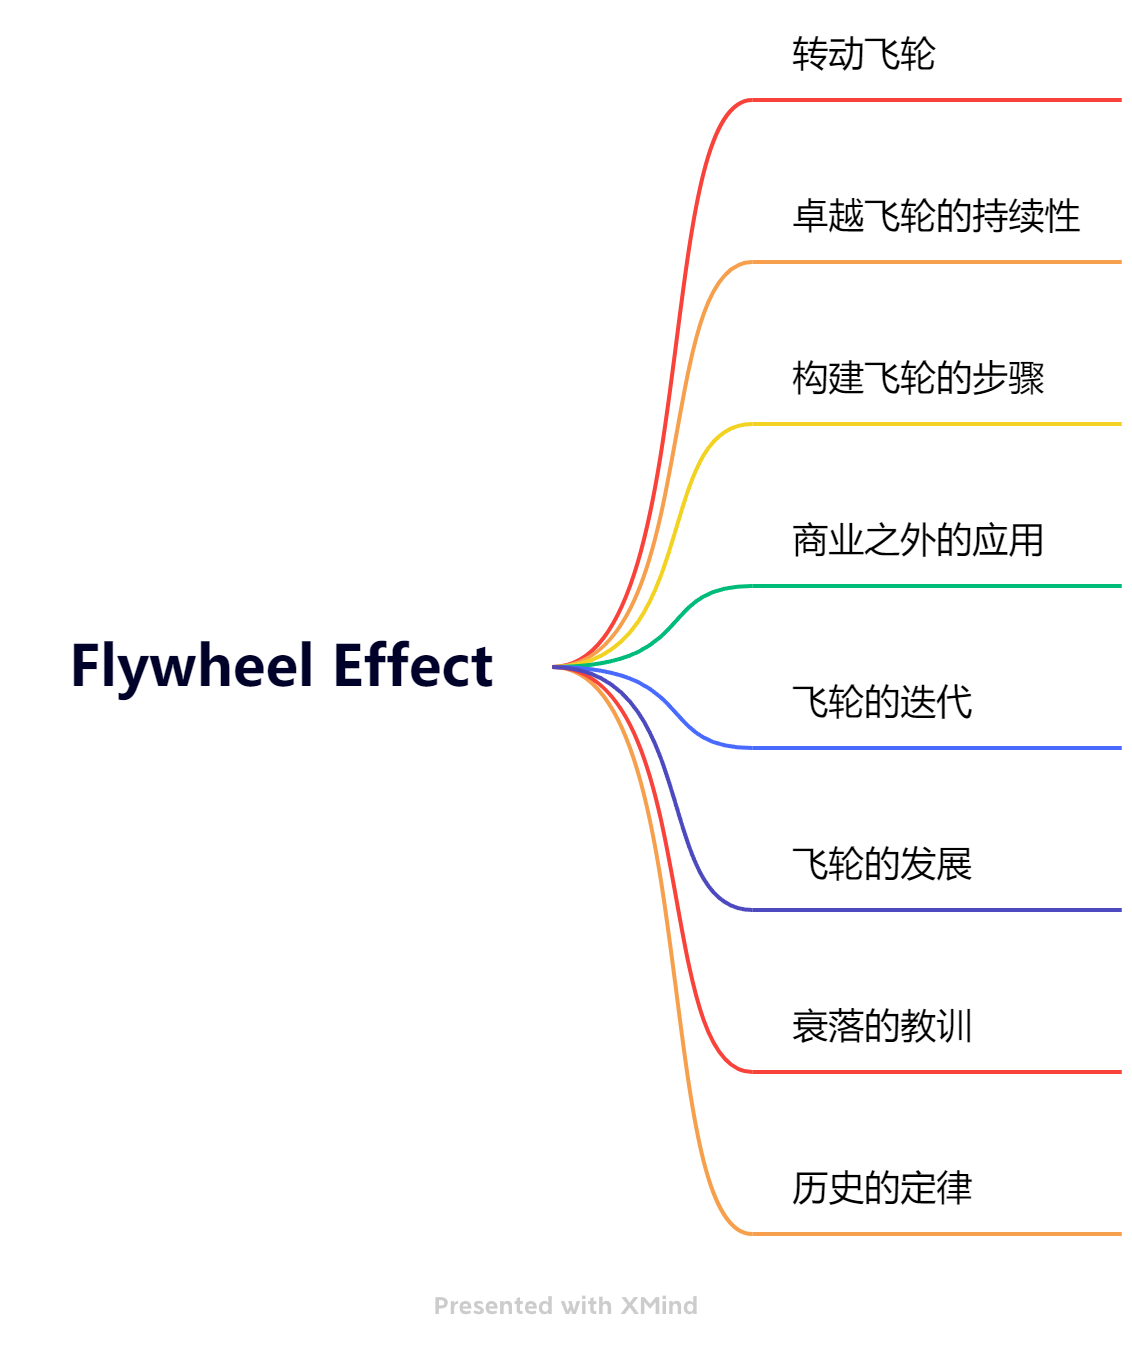 转动飞轮
卓越飞轮的持续性
构建飞轮的步骤
商业之外的应用
Flywheel Effect
飞轮的迭代
飞轮的发展
衰落的教训
历史的定律
Presented with XMind